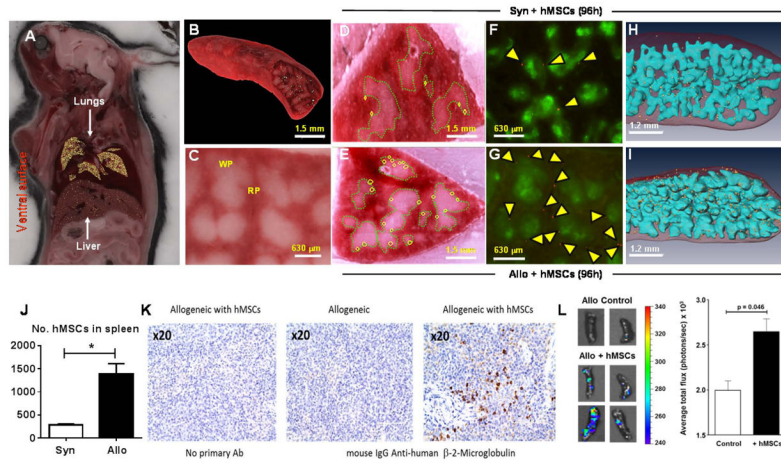 Syn + hMSCs (96h)
A
Lungs
Ventral surface
Liver
B
1.5 mm
C
WP
RP
630 µm
D
1.5 mm
E
1.5 mm
F
630 µm
G
630 µm
H
1.2 mm
I
1.2 mm
Allo + hMSCs (96h)
J
No. hMSCs in spleen
2000
1500
1000
500
0
*
Syn
Allo
K
Allogeneic with hMSCs
Allogeneic
Allogeneic with hMSCs
x20
x20
x20
No primary Ab
mouse IgG Anti-human β-2-Microglobulin
L
Allo Control
Allo + hMSCs
340
320
300
280
260
240
Average total flux (photons/sec) x 10³
3.0
2.5
2.0
1.5
p = 0.046
Control
+ hMSCs